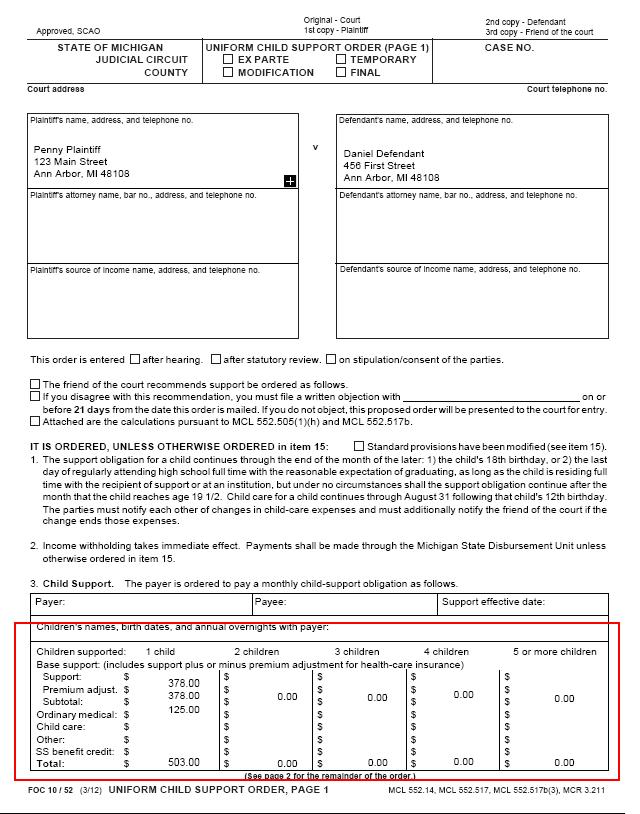 Original - Court
1st copy - Plaintiff
2nd copy - Defendant
3rd copy - Friend of the court
Approved, SCAO
STATE OF MICHIGAN
JUDICIAL CIRCUIT
COUNTY
UNIFORM CHILD SUPPORT ORDER (PAGE 1)
EX PARTE TEMPORARY
MODIFICATION FINAL
CASE NO.
Court address Court telephone no.
Plaintiff's name, address, and telephone no.
Penny Plaintiff
123 Main Street
Ann Arbor, MI 48108
v
Defendant's name, address, and telephone no.
Daniel Defendant
456 First Street
Ann Arbor, MI 48108
Plaintiff's attorney name, bar no., address, and telephone no.
Defendant's attorney name, bar no., address, and telephone no.
Plaintiff's source of income name, address, and telephone no.
Defendant's source of income name, address, and telephone no.
This order is entered after hearing. after statutory review. on stipulation/consent of the parties.
The friend of the court recommends support be ordered as follows.
If you disagree with this recommendation, you must file a written objection with on or
before 21 days from the date this order is mailed. If you do not object, this proposed order will be presented to the court for entry.
Attached are the calculations pursuant to MCL 552.505(1)(h) and MCL 552.517b.
IT IS ORDERED, UNLESS OTHERWISE ORDERED in item 15: Standard provisions have been modified (see item 15).
1. The support obligation for a child continues through the end of the month of the later: 1) the child's 18th birthday, or 2) the last
day of regularly attending high school full time with the reasonable expectation of graduating, as long as the child is residing full
time with the recipient of support or at an institution, but under no circumstances shall the support obligation continue after the
month that the child reaches age 19 1/2. Child care for a child continues through August 31 following that child's 12th birthday.
The parties must notify each other of changes in child-care expenses and must additionally notify the friend of the court if the
change ends those expenses.
2. Income withholding takes immediate effect. Payments shall be made through the Michigan State Disbursement Unit unless
otherwise ordered in item 15.
3. Child Support. The payer is ordered to pay a monthly child-support obligation as follows.
Payer: Payee: Support effective date:
Children's names, birth dates, and annual overnights with payer:
Children supported: 1 child 2 children 3 children 4 children 5 or more children
Base support: (includes support plus or minus premium adjustment for health-care insurance)
Support: $ 378.00 $ $ $ $
Premium adjust. $ 378.00 $ 0.00 $ 0.00 $ 0.00 $ 0.00
Subtotal: $ $ $ $ $
Ordinary medical: $ 125.00 $ $ $ $
Child care: $ $ $ $ $
Other: $ $ $ $ $
SS benefit credit: $ $ $ $ $
Total: $ 503.00 $ 0.00 $ 0.00 $ 0.00 $ 0.00
(See page 2 for the remainder of the order.)
FOC 10 / 52 (3/12) UNIFORM CHILD SUPPORT ORDER, PAGE 1 MCL 552.14, MCL 552.517, MCL 552.517b(3), MCR 3.211